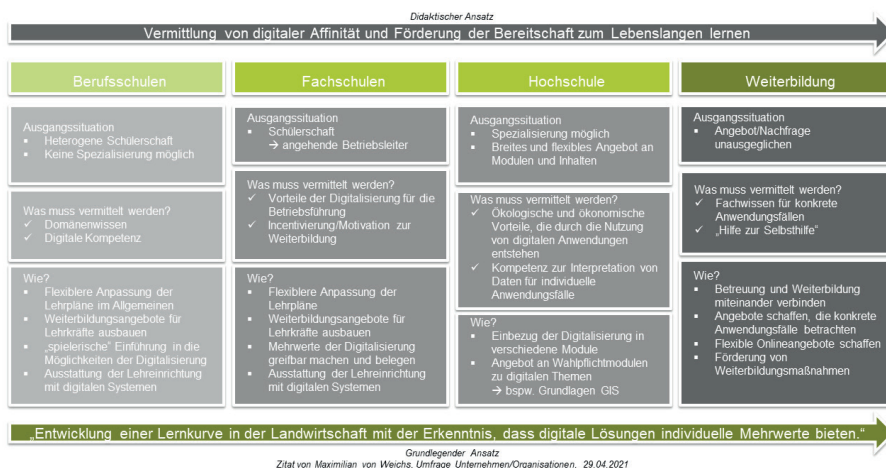 Didaktischer Ansatz
Vermittlung von digitaler Affinität und Förderung der Bereitschaft zum Lebenslangen lernen
Berufsschulen
Ausgangssituation
▪ Heterogene Schülerschaft
▪ Keine Spezialisierung möglich
Was muss vermittelt werden?
✓ Domänenwissen
✓ Digitale Kompetenz
Wie?
▪ Flexiblere Anpassung der
Lehrpläne im Allgemeinen
▪ Weiterbildungsangebote für
Lehrkräfte ausbauen
▪ „spielerische“ Einführung in die
Möglichkeiten der Digitalisierung
▪ Ausstattung der Lehreinrichtung
mit digitalen Systemen
Fachschulen
Ausgangssituation
▪ Schülerschaft
→ angehende Betriebsleiter
Was muss vermittelt werden?
✓ Vorteile der Digitalisierung für die
Betriebsführung
✓ Incentivierung/Motivation zur
Weiterbildung
Wie?
▪ Flexiblere Anpassung der
Lehrpläne
▪ Weiterbildungsangebote für
Lehrkräfte ausbauen
▪ Mehrwerte der Digitalisierung
greifbar machen und belegen
▪ Ausstattung der Lehreinrichtung
mit digitalen Systemen
Hochschule
Ausgangssituation
▪ Spezialisierung möglich
▪ Breites und flexibles Angebot an
Modulen und Inhalten
Was muss vermittelt werden?
✓ Ökologische und ökonomische
Vorteile, die durch die Nutzung
von digitalen Anwendungen
entstehen
✓ Kompetenz zur Interpretation von
Daten für individuelle
Anwendungsfälle
Wie?
▪ Einbezug der Digitalisierung in
verschiedene Module
▪ Angebot an Wahlpflichtmodulen
zu digitalen Themen
→ bspw. Grundlagen GIS
Weiterbildung
Ausgangssituation
▪ Angebot/Nachfrage
unausgeglichen
Was muss vermittelt werden?
✓ Fachwissen für konkrete
Anwendungsfällen
✓ „Hilfe zur Selbsthilfe“
Wie?
▪ Betreuung und Weiterbildung
miteinander verbinden
▪ Angebote schaffen, die konkrete
Anwendungsfälle betrachten
▪ Flexible Onlineangebote schaffen
▪ Förderung von
Weiterbildungsmaßnahmen
„Entwicklung einer Lernkurve in der Landwirtschaft mit der Erkenntnis, dass digitale Lösungen individuelle Mehrwerte bieten.“
Grundlegender Ansatz
Zitat von Maximilian von Weichs, Umfrage Unternehmen/Organisationen, 29.04.2021